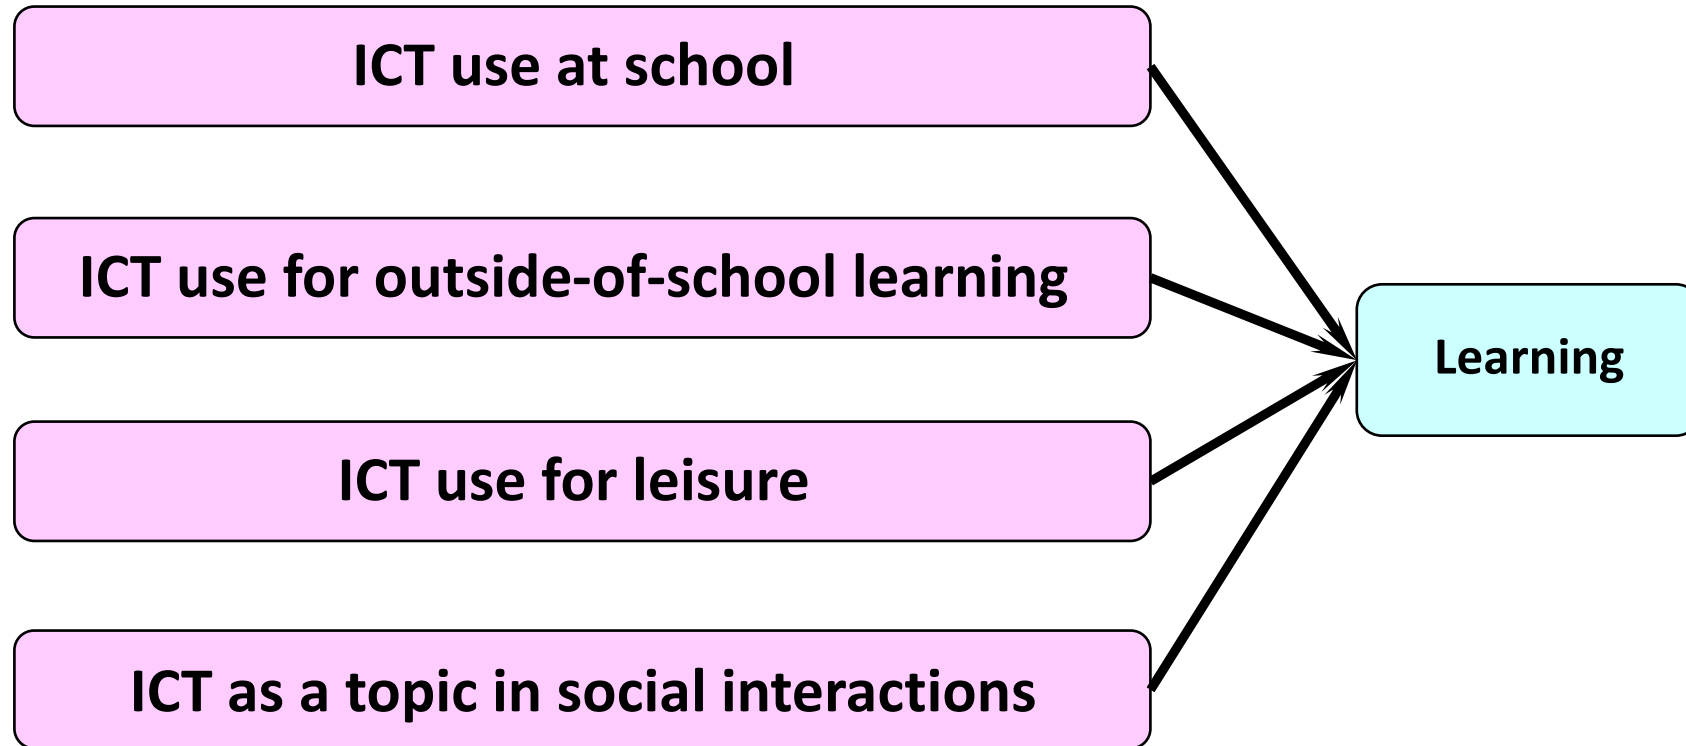 ICT use at school
ICT use for outside-of-school learning
Learning
ICT use for leisure
ICT as a topic in social interactions